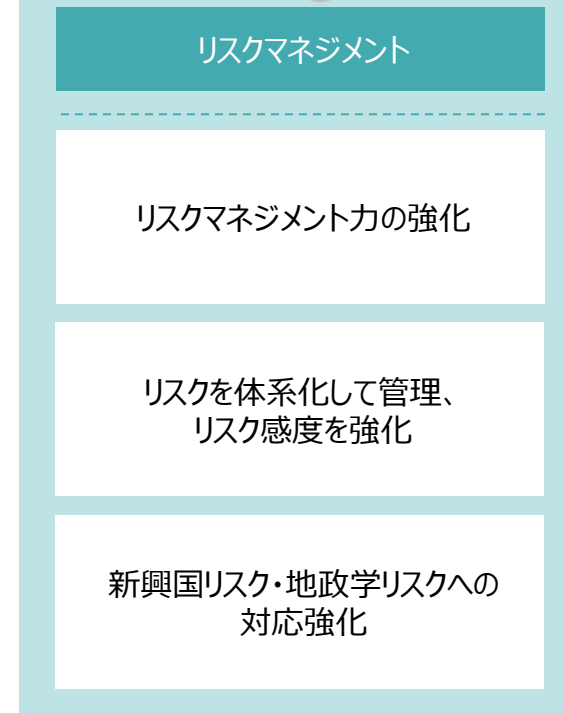 リスクマネジメント
リスクマネジメント力の強化
リスクを体系化して管理、
リスク感度を強化
新興国リスク・地政学リスクへの
対応強化